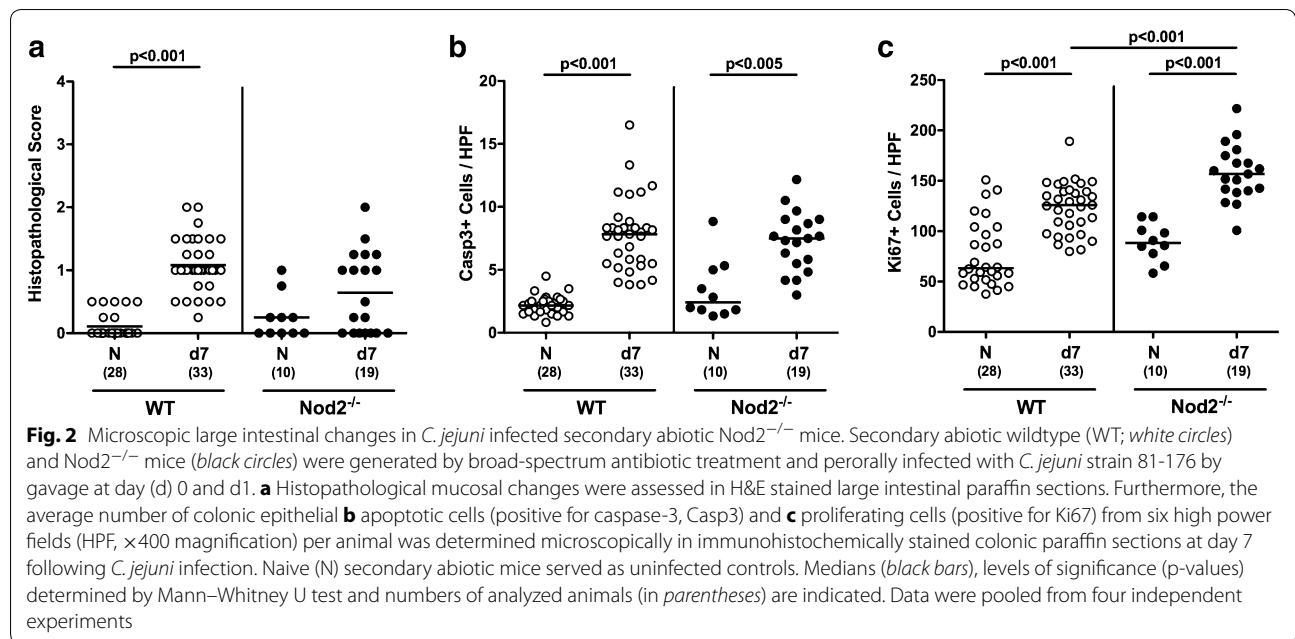 a
p<0.001
Histopathological Score
4
3
2
1
0
N
d7
N
d7
(28)
(33)
(10)
(19)
WT
Nod2-/-
b
p<0.001
p<0.005
Casp3+ Cells / HPF
20
15
10
5
0
N
d7
N
d7
(28)
(33)
(10)
(19)
WT
Nod2-/-
c
p<0.001
p<0.001
p<0.001
Ki67+ Cells / HPF
250
200
150
100
50
0
N
d7
N
d7
(28)
(33)
(10)
(19)
WT
Nod2-/-
Fig. 2 Microscopic large intestinal changes in C. jejuni infected secondary abiotic Nod2−/− mice. Secondary abiotic wildtype (WT; white circles)
and Nod2−/− mice (black circles) were generated by broad-spectrum antibiotic treatment and perorally infected with C. jejuni strain 81-176 by
gavage at day (d) 0 and d1. a Histopathological mucosal changes were assessed in H&E stained large intestinal paraffin sections. Furthermore, the
average number of colonic epithelial b apoptotic cells (positive for caspase-3, Casp3) and c proliferating cells (positive for Ki67) from six high power
fields (HPF, ×400 magnification) per animal was determined microscopically in immunohistochemically stained colonic paraffin sections at day 7
following C. jejuni infection. Naive (N) secondary abiotic mice served as uninfected controls. Medians (black bars), levels of significance (p-values)
determined by Mann–Whitney U test and numbers of analyzed animals (in parentheses) are indicated. Data were pooled from four independent
experiments